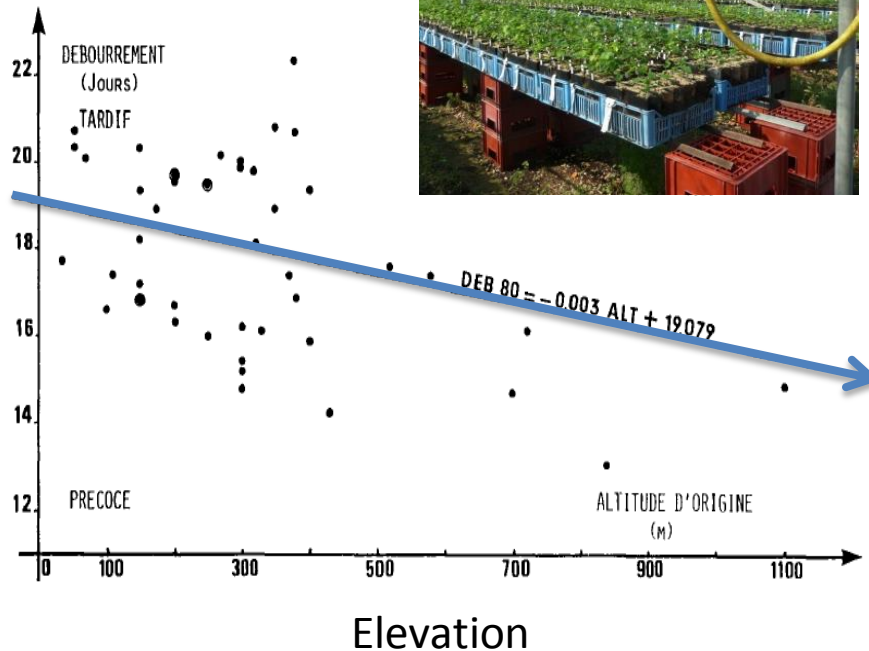 22
DEBOURREMENT
(Jours)
TARDIF
20
18
DEB 80 = -0.003 ALT + 19.079
16
14
PRECOCE
12
ALTITUDE D'ORIGINE
(M)
0 100 300 500 700 900 1100
Elevation